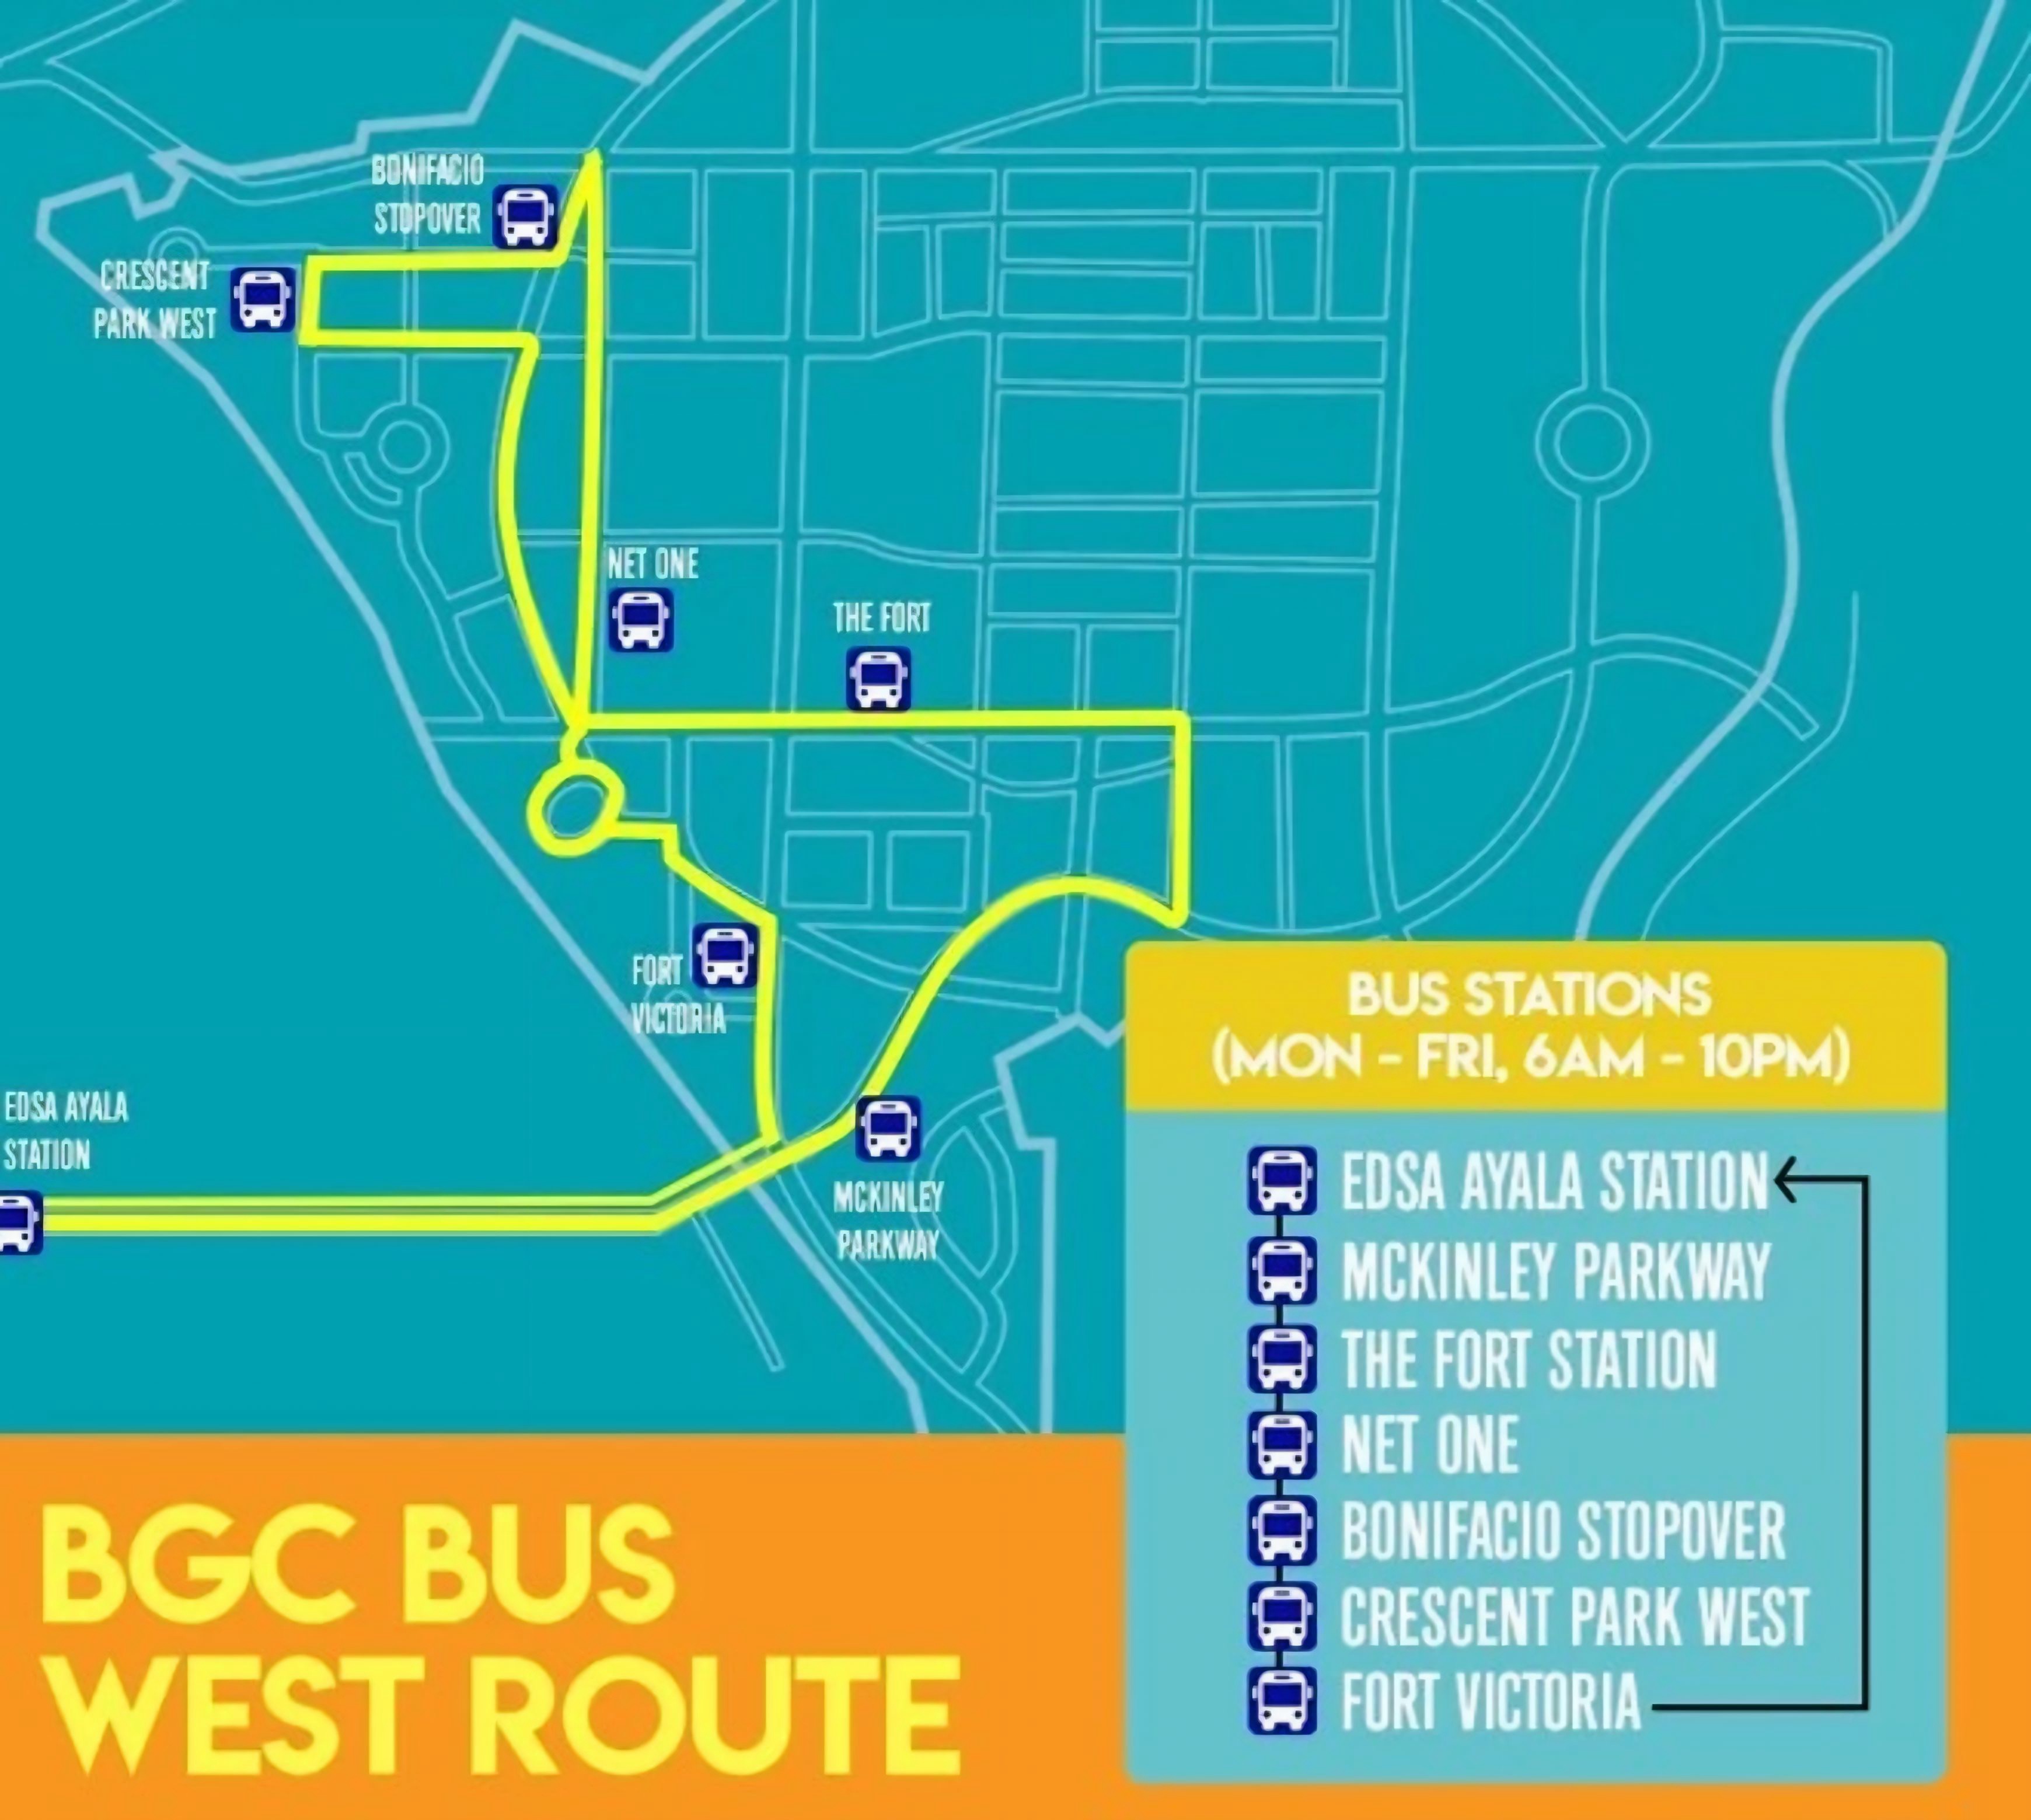 BONIFACIO
STOPOVER
CRESCENT
PARK WEST
NET ONE
THE FORT
FORT
VICTORIA
EDSA AYALA
STATION
MCKINLEY
PARKWAY
BUS STATIONS
(MON - FRI, 6AM - 10PM)
EDSA AYALA STATION
MCKINLEY PARKWAY
THE FORT STATION
NET ONE
BONIFACIO STOPOVER
CRESCENT PARK WEST
FORT VICTORIA
BGC BUS
WEST ROUTE